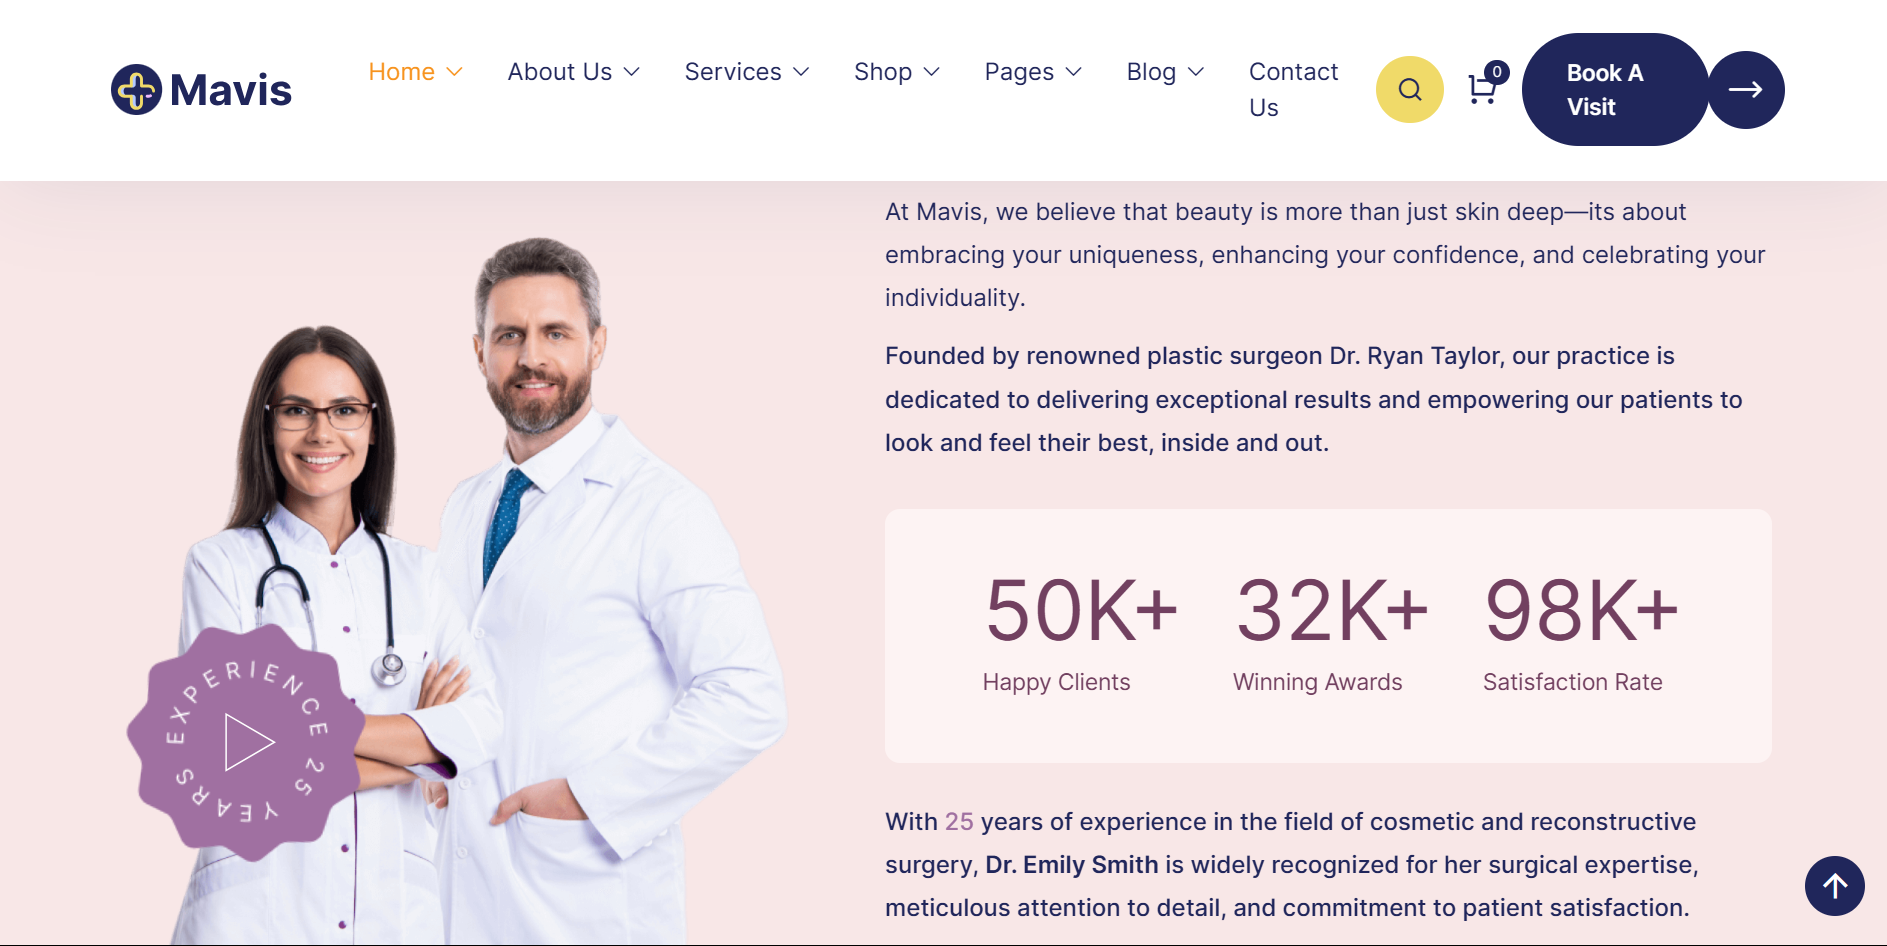 Mavis
Home
About Us
Services
Shop
Pages
Blog
Contact
Us
0
Book A
Visit
At Mavis, we believe that beauty is more than just skin deep—its about
embracing your uniqueness, enhancing your confidence, and celebrating your
individuality.
Founded by renowned plastic surgeon Dr. Ryan Taylor, our practice is
dedicated to delivering exceptional results and empowering our patients to
look and feel their best, inside and out.
50K+
Happy Clients
32K+
Winning Awards
98K+
Satisfaction Rate
EXPERIENCE 25 YEARS
With 25 years of experience in the field of cosmetic and reconstructive
surgery, Dr. Emily Smith is widely recognized for her surgical expertise,
meticulous attention to detail, and commitment to patient satisfaction.